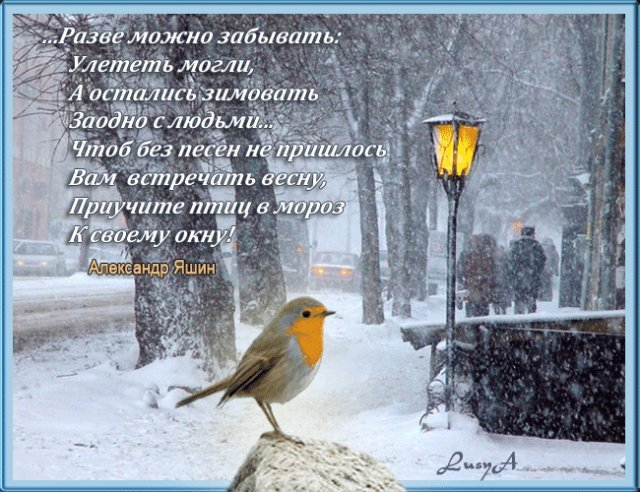 ...Разве можно забывать:
Улететь могли,
А остались зимовать
Заодно с людьми...
Чтоб без песен не пришлось
Вам встречать весну,
Приучите птиц в мороз
К своему окну!
Александр Яшин
LusyA